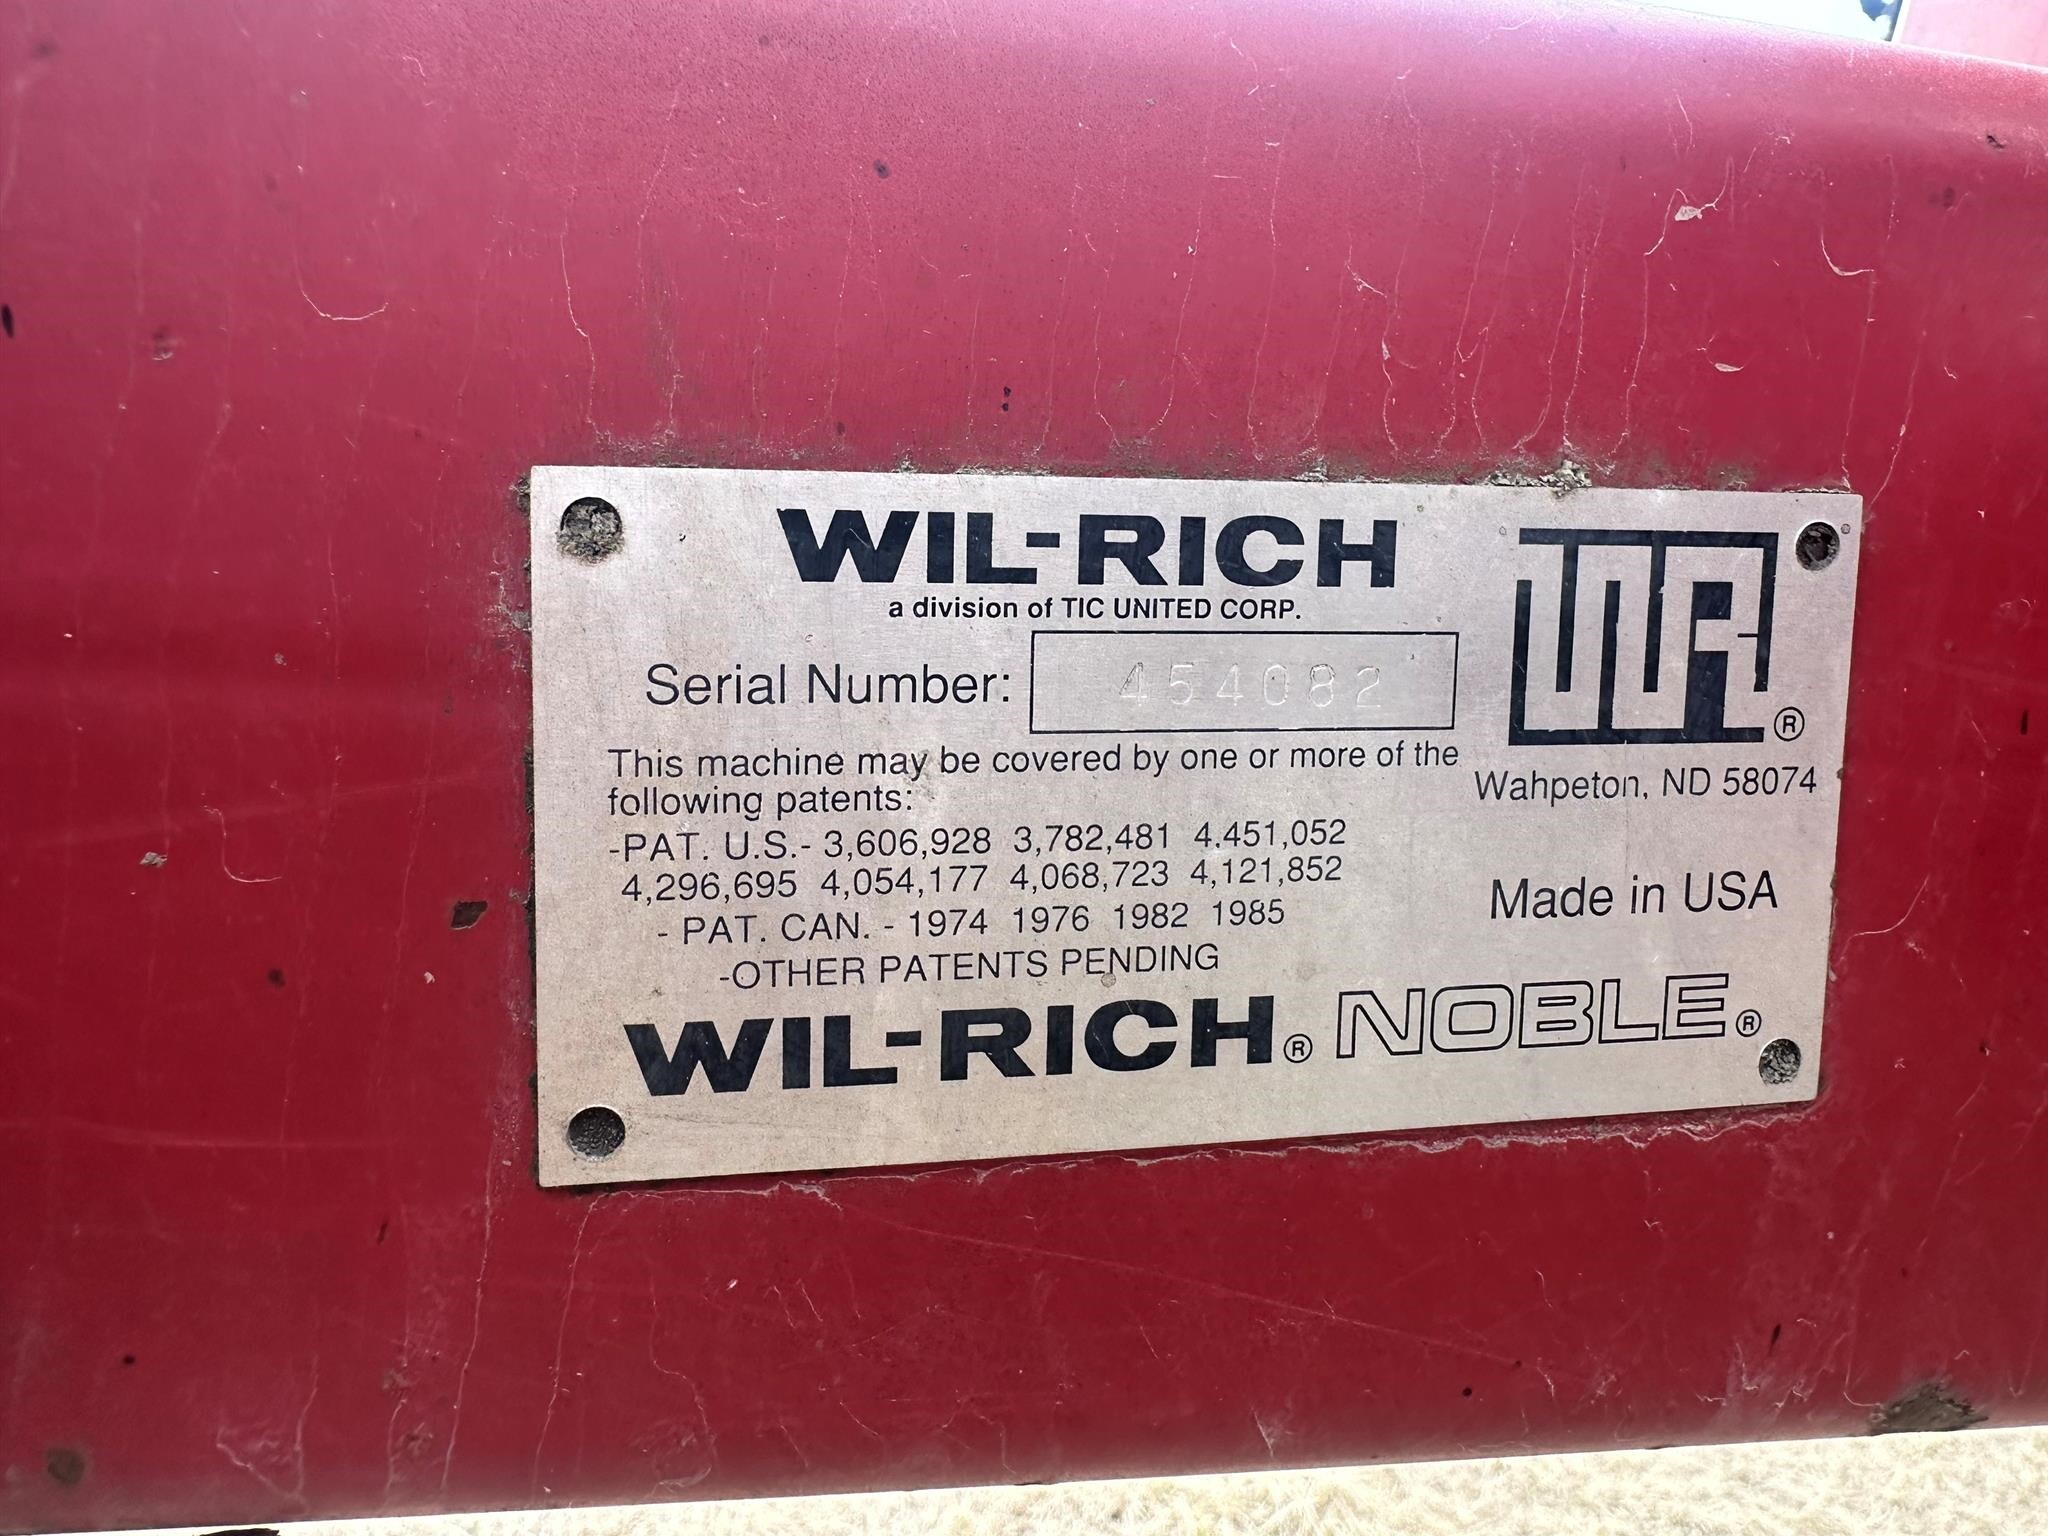 WIL-RICH
a division of TIC UNITED CORP.
Serial Number: 454082
WR®
Wahpeton, ND 58074
This machine may be covered by one or more of the
following patents:
-PAT. U.S.- 3,606,928 3,782,481 4.451,052
4,296,695 4,054,177 4,068,723 4,121,852
- PAT. CAN. - 1974 1976 1982 1985
-OTHER PATENTS PENDING
Made in USA
WIL-RICH® NOBLE®